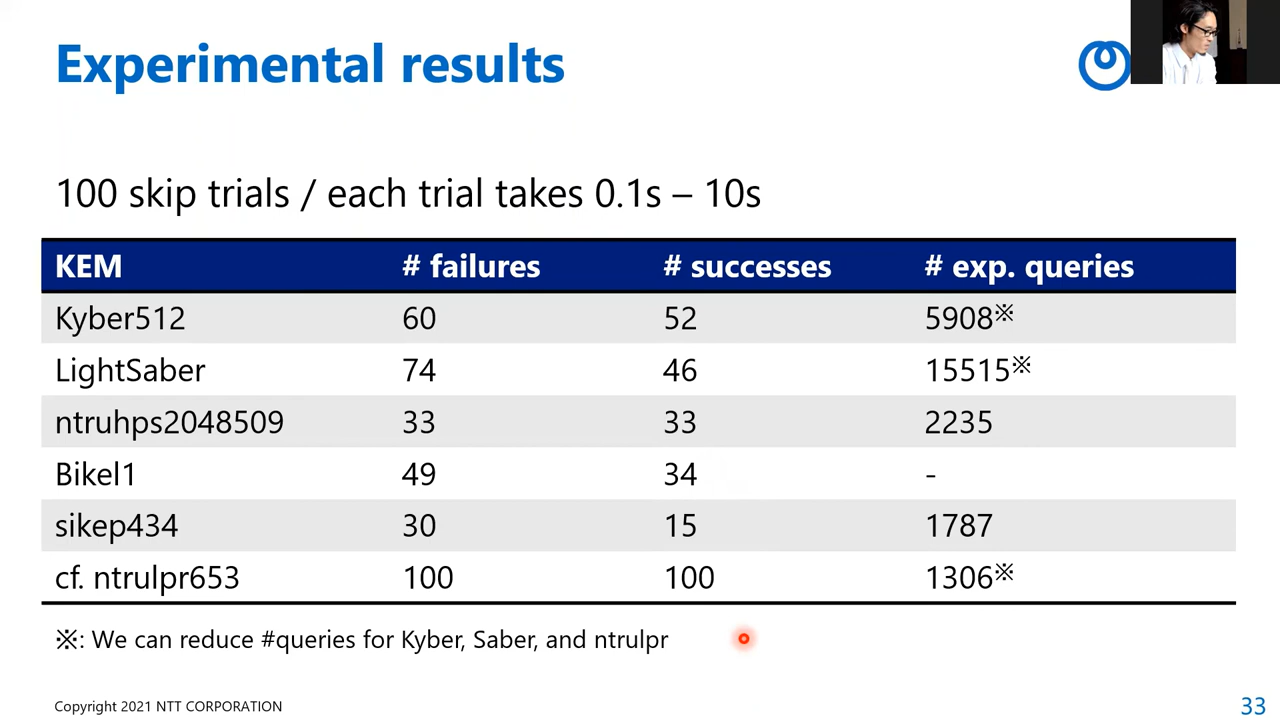 Experimental results
100 skip trials / each trial takes 0.1s – 10s
KEM # failures # successes # exp. queries
Kyber512 60 52 5908※
LightSaber 74 46 15515※
ntruhps2048509 33 33 2235
Bikel1 49 34 -
sikep434 30 15 1787
cf. ntrulpr653 100 100 1306※
※: We can reduce #queries for Kyber, Saber, and ntrulpr
Copyright 2021 NTT CORPORATION
33